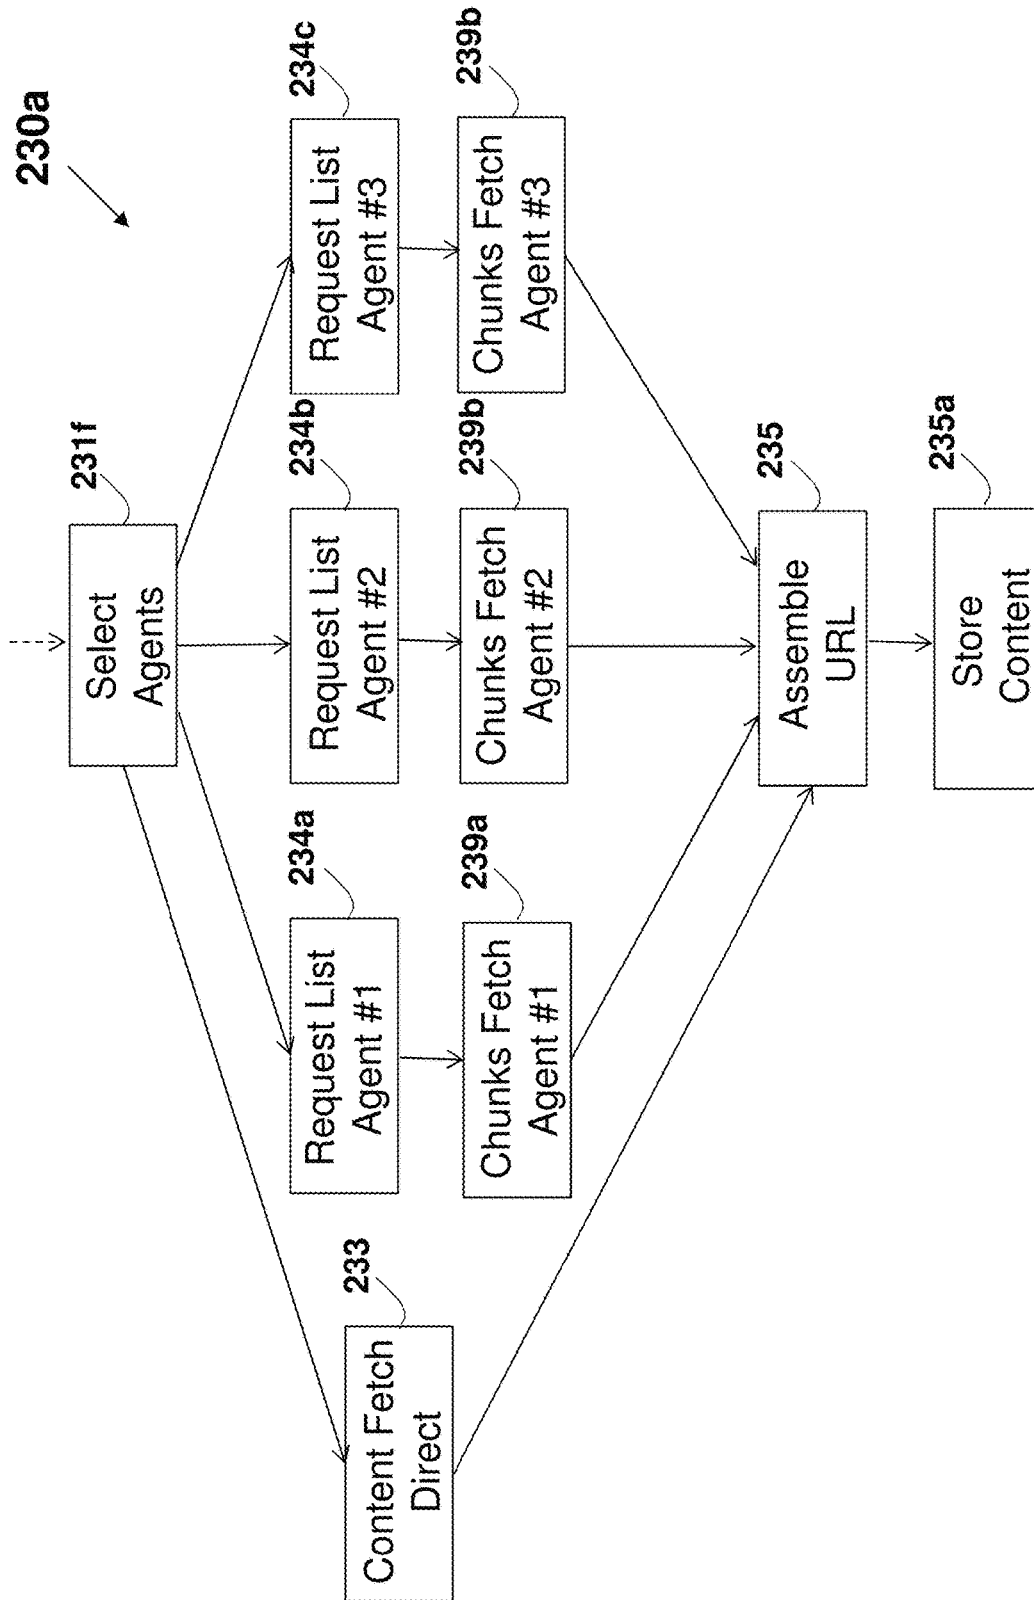 230a
231f
Select
Agents
234a
Request List
Agent #1
234b
Request List
Agent #2
234c
Request List
Agent #3
233
Content Fetch
Direct
239a
Chunks Fetch
Agent #1
239b
Chunks Fetch
Agent #2
239b
Chunks Fetch
Agent #3
235
Assemble
URL
235a
Store
Content